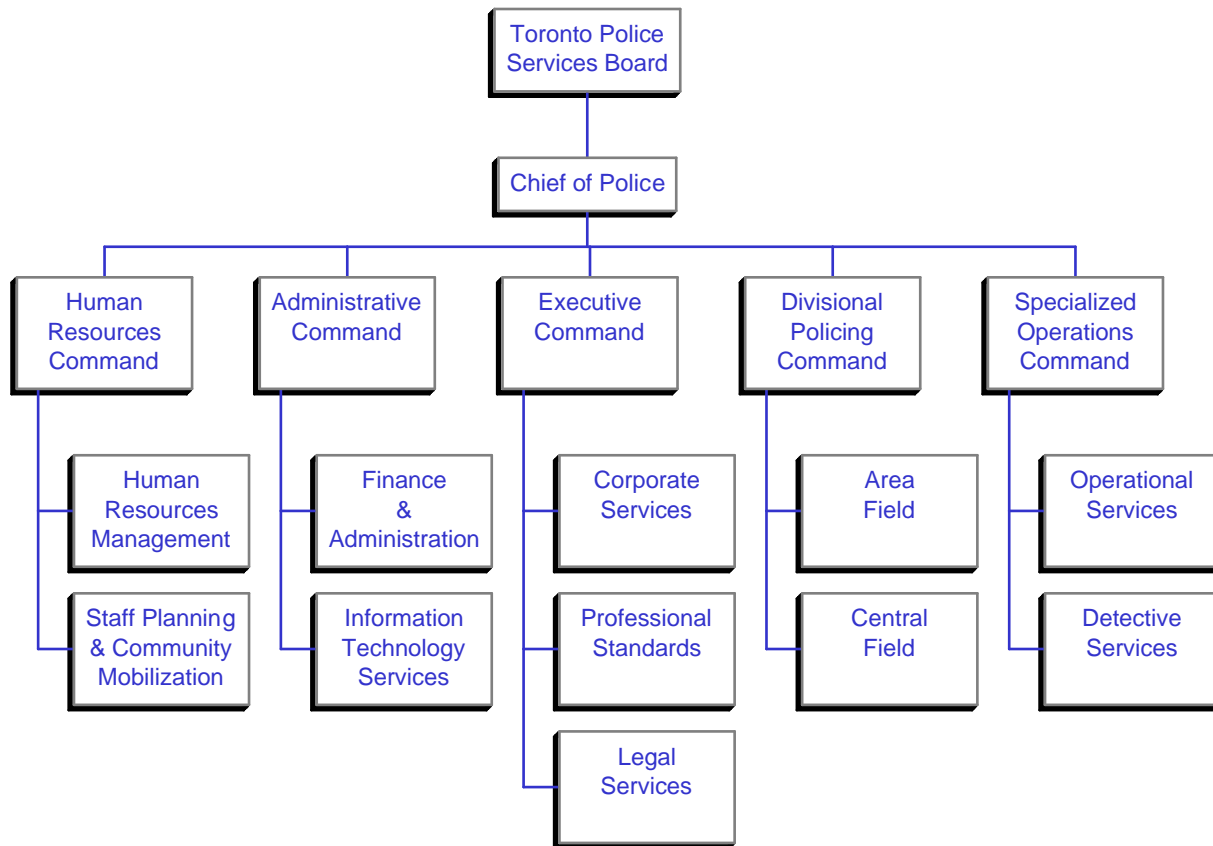 Toronto Police
Services Board
Chief of Police
Human
Resources
Command
Administrative
Command
Executive
Command
Divisional
Policing
Command
Specialized
Operations
Command
Human
Resources
Management
Finance
&
Administration
Corporate
Services
Area
Field
Operational
Services
Staff Planning
& Community
Mobilization
Information
Technology
Services
Professional
Standards
Central
Field
Detective
Services
Legal
Services